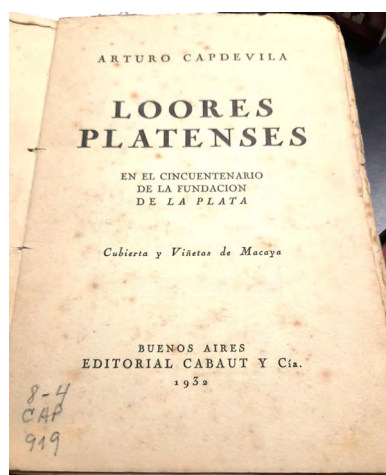 ARTURO CAPDEVILA
LOORES
PLATENSES
EN EL CINCUENTENARIO
DE LA FUNDACION
DE LA PLATA
Cubierta y Viñetas de Macaya
BUENOS AIRES
EDITORIAL CABAUT Y Cía.
1932
8-4
CAP
919